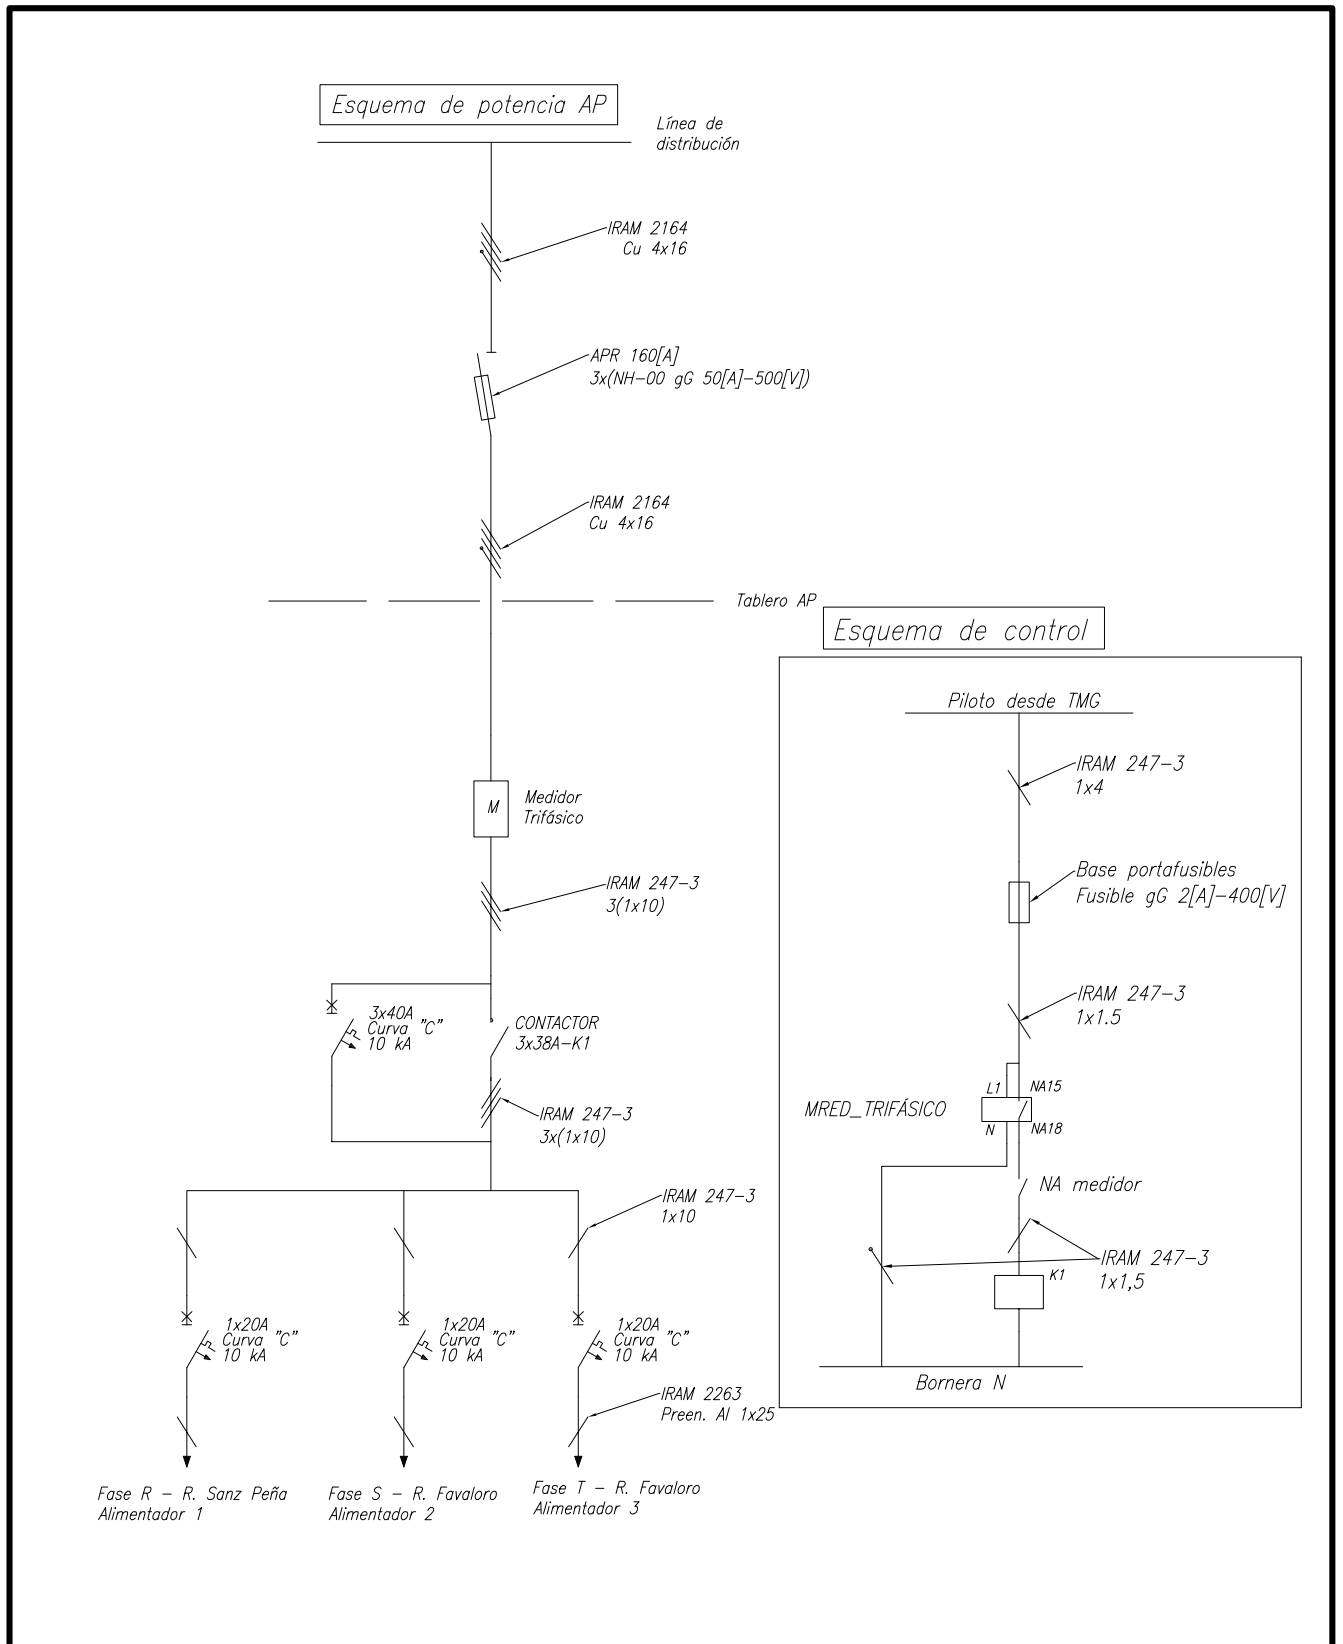 Esquema de potencia AP
Línea de
distribución
IRAM 2164
Cu 4x16
APR 160[A]
3x(NH-00 gG 50[A]-500[V])
IRAM 2164
Cu 4x16
Tablero AP
M
Medidor
Trifásico
IRAM 247-3
3(1x10)
3x40A
Curva "C"
10 kA
CONTACTOR
3x38A-K1
IRAM 247-3
3x(1x10)
IRAM 247-3
1x10
1x20A
Curva "C"
10 kA
1x20A
Curva "C"
10 kA
1x20A
Curva "C"
10 kA
IRAM 2263
Preen. Al 1x25
Fase R - R. Sanz Peña
Alimentador 1
Fase S - R. Favaloro
Alimentador 2
Fase T - R. Favaloro
Alimentador 3
Esquema de control
Piloto desde TMG
IRAM 247-3
1x4
Base portafusibles
Fusible gG 2[A]-400[V]
IRAM 247-3
1x1.5
L1
NA15
MRED_TRIFÁSICO
N
NA18
NA medidor
IRAM 247-3
1x1,5
K1
Bornera N